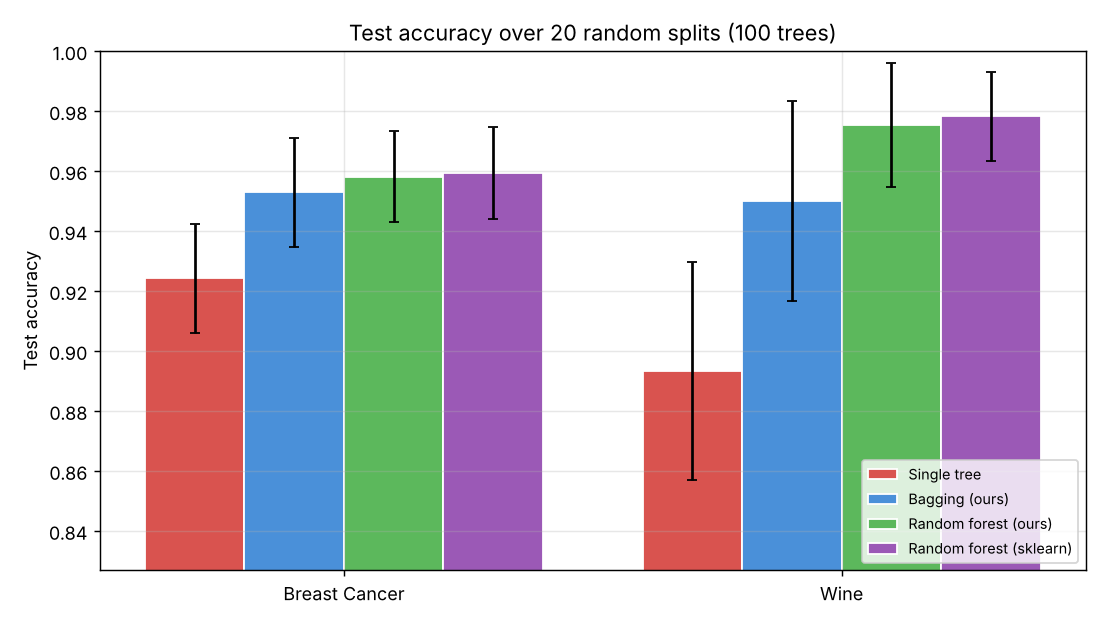 Test accuracy over 20 random splits (100 trees)
Test accuracy
1.00
0.98
0.96
0.94
0.92
0.90
0.88
0.86
0.84
Single tree
Bagging (ours)
Random forest (ours)
Random forest (sklearn)
Breast Cancer
Wine